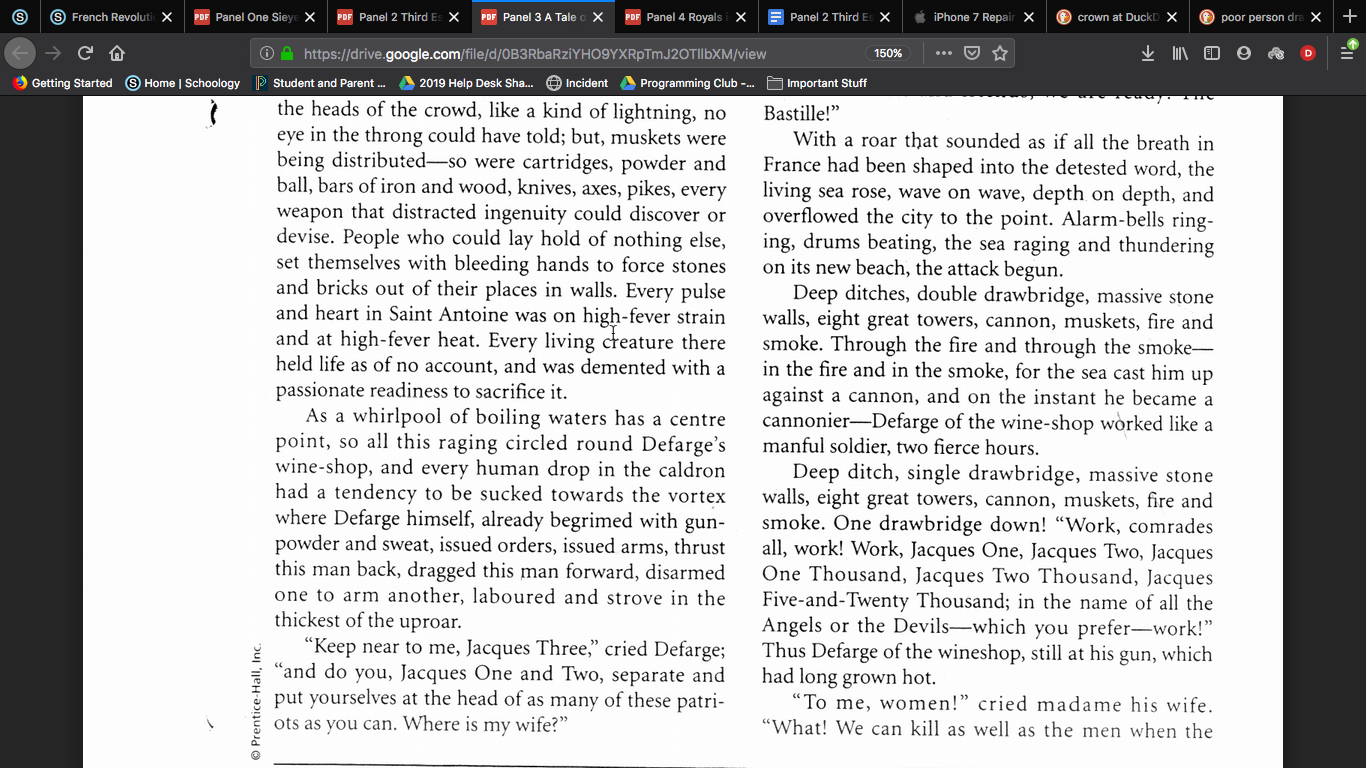 French Revoluti
Panel One Sieye
Panel 2 Third Es
Panel 3 A Tale o
Panel 4 Royals i
Panel 2 Third Es
iPhone 7 Repair
crown at DuckD
poor person dra
https://drive.google.com/file/d/0B3RbaRziYHO9YXRpTmJ2OTllbXM/view
150%
D
Getting Started
Home | Schoology
Student and Parent ...
2019 Help Desk Sha...
Incident
Programming Club -...
Important Stuff
the heads of the crowd, like a kind of lightning, no
eye in the throng could have told; but, muskets were
being distributed—so were cartridges, powder and
ball, bars of iron and wood, knives, axes, pikes, every
weapon that distracted ingenuity could discover or
devise. People who could lay hold of nothing else,
set themselves with bleeding hands to force stones
and bricks out of their places in walls. Every pulse
and heart in Saint Antoine was on high-fever strain
and at high-fever heat. Every living creature there
held life as of no account, and was demented with a
passionate readiness to sacrifice it.
As a whirlpool of boiling waters has a centre
point, so all this raging circled round Defarge's
wine-shop, and every human drop in the caldron
had a tendency to be sucked towards the vortex
where Defarge himself, already begrimed with gun-
powder and sweat, issued orders, issued arms, thrust
this man back, dragged this man forward, disarmed
one to arm another, laboured and strove in the
thickest of the uproar.
"Keep near to me, Jacques Three," cried Defarge;
"and do you, Jacques One and Two, separate and
put yourselves at the head of as many of these patri-
ots as you can. Where is my wife?"
© Prentice-Hall, Inc.
we are ready! The
Bastille!"
With a roar that sounded as if all the breath in
France had been shaped into the detested word, the
living sea rose, wave on wave, depth on depth, and
overflowed the city to the point. Alarm-bells ring-
ing, drums beating, the sea raging and thundering
on its new beach, the attack begun.
Deep ditches, double drawbridge, massive stone
walls, eight great towers, cannon, muskets, fire and
smoke. Through the fire and through the smoke—
in the fire and in the smoke, for the sea cast him up
against a cannon, and on the instant he became a
cannonier—Defarge of the wine-shop worked like a
manful soldier, two fierce hours.
Deep ditch, single drawbridge, massive stone
walls, eight great towers, cannon, muskets, fire and
smoke. One drawbridge down! "Work, comrades
all, work! Work, Jacques One, Jacques Two, Jacques
One Thousand, Jacques Two Thousand, Jacques
Five-and-Twenty Thousand; in the name of all the
Angels or the Devils—which you prefer—work!"
Thus Defarge of the wineshop, still at his gun, which
had long grown hot.
"To me, women!" cried madame his wife.
"What! We can kill as well as the men when the